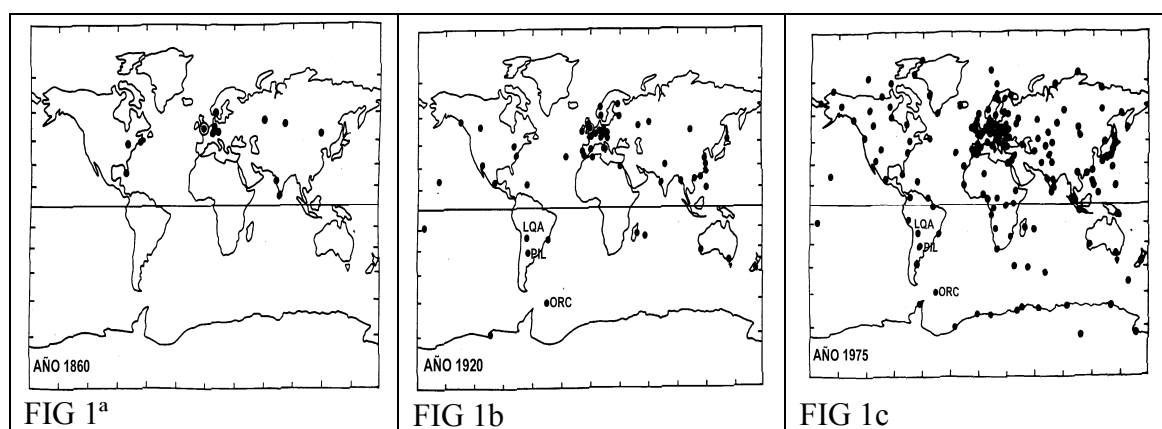 AÑO 1860
FIG 1ª
LQA
PIL
ORC
AÑO 1920
FIG 1b
LQA
PIL
ORC
AÑO 1975
FIG 1c